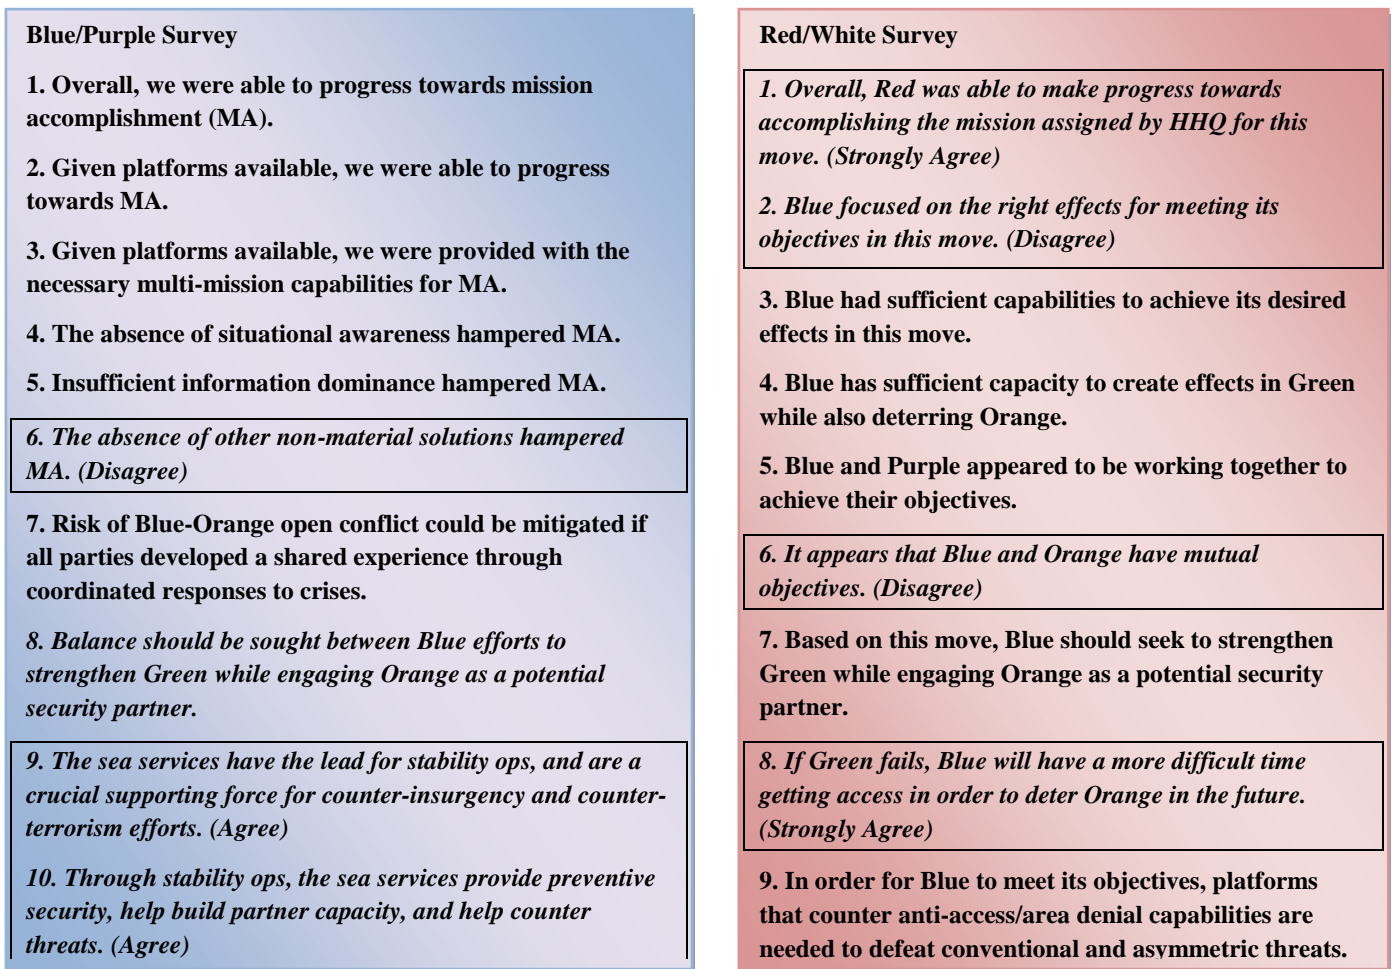 Blue/Purple Survey
1. Overall, we were able to progress towards mission
accomplishment (MA).
2. Given platforms available, we were able to progress
towards MA.
3. Given platforms available, we were provided with the
necessary multi-mission capabilities for MA.
4. The absence of situational awareness hampered MA.
5. Insufficient information dominance hampered MA.
6. The absence of other non-material solutions hampered
MA. (Disagree)
7. Risk of Blue-Orange open conflict could be mitigated if
all parties developed a shared experience through
coordinated responses to crises.
8. Balance should be sought between Blue efforts to
strengthen Green while engaging Orange as a potential
security partner.
9. The sea services have the lead for stability ops, and are a
crucial supporting force for counter-insurgency and counter-
terrorism efforts. (Agree)
10. Through stability ops, the sea services provide preventive
security, help build partner capacity, and help counter
threats. (Agree)
Red/White Survey
1. Overall, Red was able to make progress towards
accomplishing the mission assigned by HHQ for this
move. (Strongly Agree)
2. Blue focused on the right effects for meeting its
objectives in this move. (Disagree)
3. Blue had sufficient capabilities to achieve its desired
effects in this move.
4. Blue has sufficient capacity to create effects in Green
while also deterring Orange.
5. Blue and Purple appeared to be working together to
achieve their objectives.
6. It appears that Blue and Orange have mutual
objectives. (Disagree)
7. Based on this move, Blue should seek to strengthen
Green while engaging Orange as a potential security
partner.
8. If Green fails, Blue will have a more difficult time
getting access in order to deter Orange in the future.
(Strongly Agree)
9. In order for Blue to meet its objectives, platforms
that counter anti-access/area denial capabilities are
needed to defeat conventional and asymmetric threats.